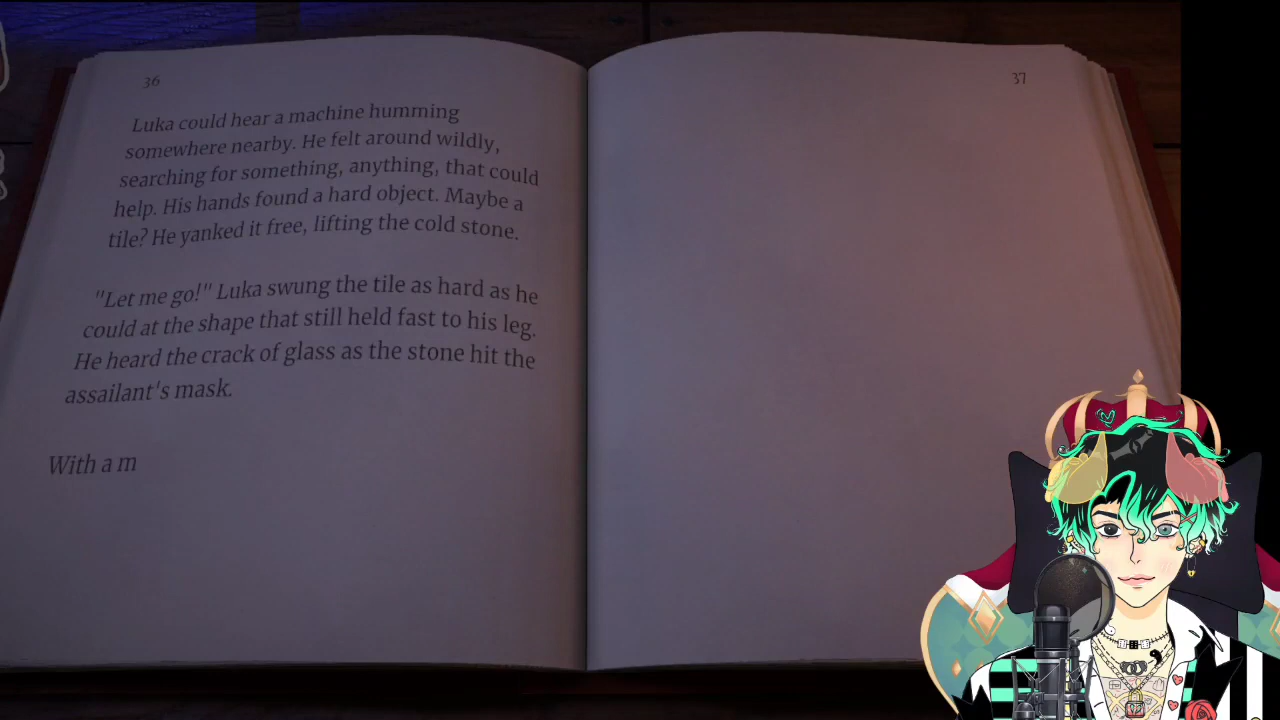 36
Luka could hear a machine humming
somewhere nearby. He felt around wildly,
searching for something, anything, that could
help. His hands found a hard object. Maybe a
tile? He yanked it free, lifting the cold stone.
"Let me go!" Luka swung the tile as hard as he
could at the shape that still held fast to his leg.
He heard the crack of glass as the stone hit the
assailant's mask.
With a m
37